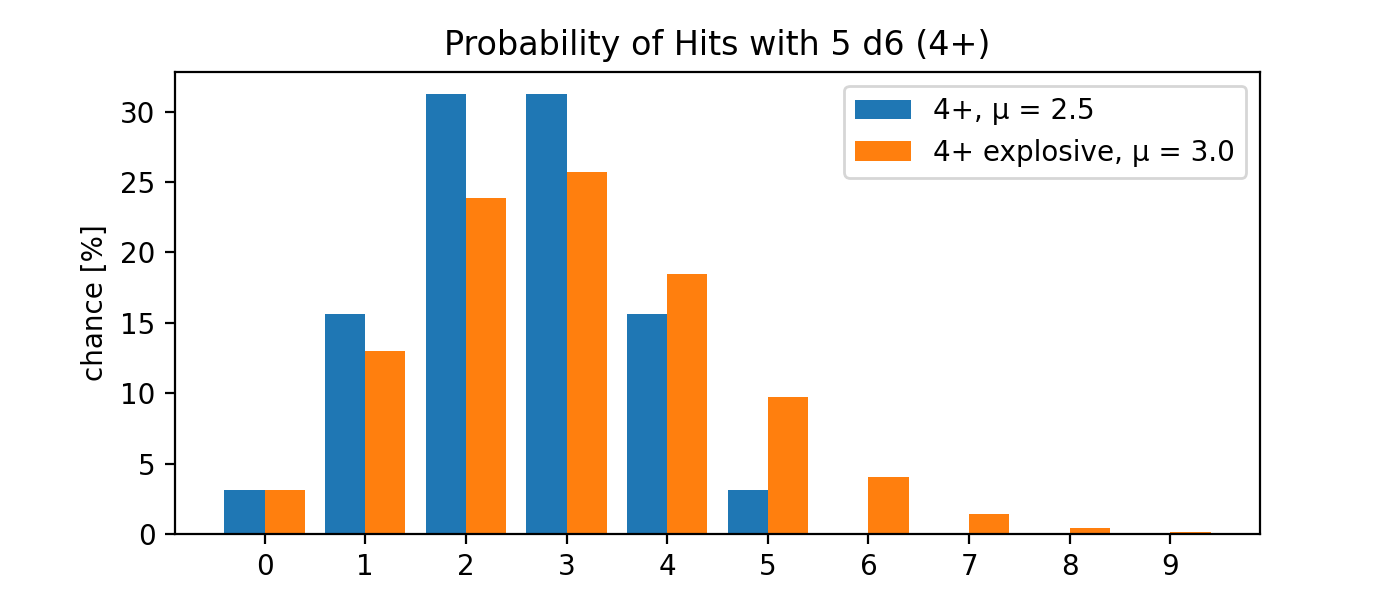 Probability of Hits with 5 d6 (4+)
4+, μ = 2.5
4+ explosive, μ = 3.0
chance [%]
30
25
20
15
10
5
0
0 1 2 3 4 5 6 7 8 9